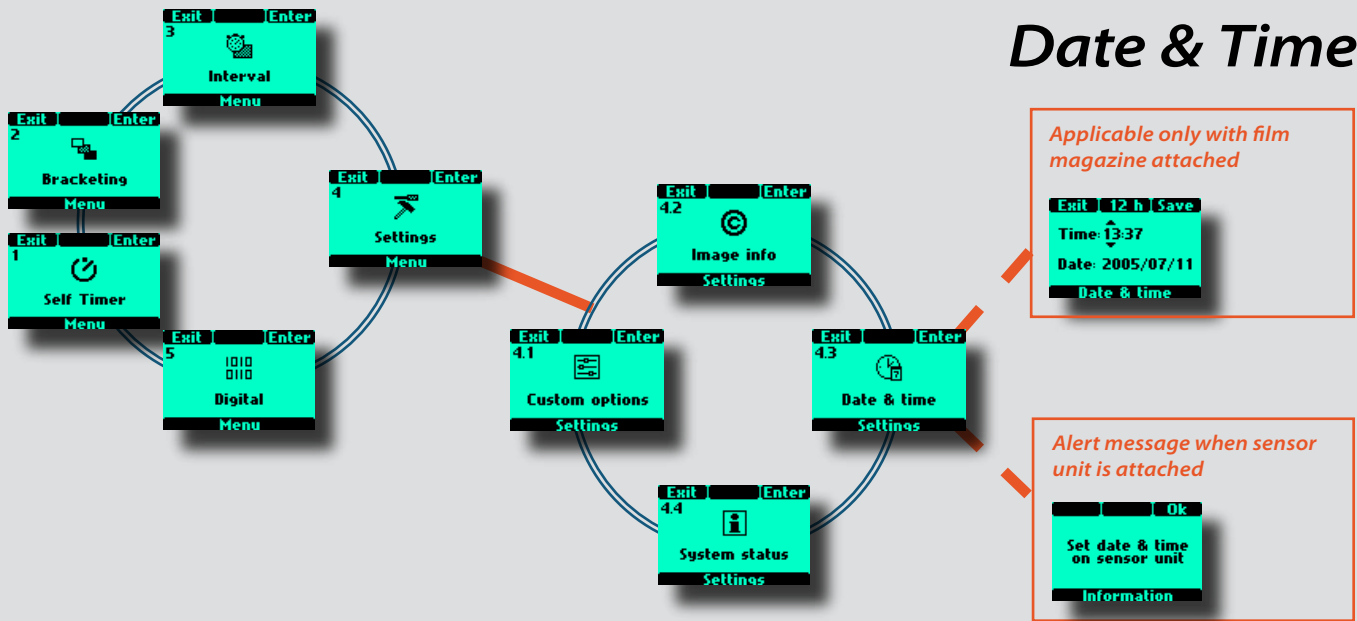 Date & Time
Exit Enter
3
Interval
Menu
Exit Enter
2
Bracketing
Menu
Exit Enter
1
Self Timer
Menu
Exit Enter
4
Settings
Menu
Exit Enter
5
1010
0110
Digital
Menu
Exit Enter
4.2
©
Image info
Settings
Exit Enter
4.1
Custom options
Settings
Exit Enter
4.3
7
Date & time
Settings
Exit Enter
4.4
i
System status
Settings
Applicable only with film
magazine attached
Exit 12 h Save
Time: 13:37
Date: 2005/07/11
Date & time
Alert message when sensor
unit is attached
Ok
Set date & time
on sensor unit
Information